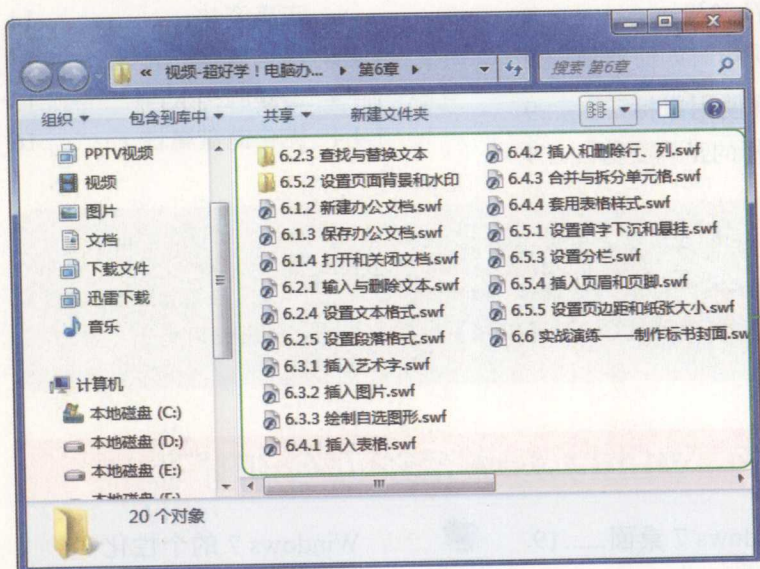 « 视频-超好学！电脑办... ▸ 第6章 ▸
搜索 第6章
组织 包含到库中 共享 新建文件夹
PPTV视频
视频
图片
文档
下载文件
迅雷下载
音乐
计算机
本地磁盘 (C:)
本地磁盘 (D:)
本地磁盘 (E:)
6.2.3 查找与替换文本
6.5.2 设置页面背景和水印
6.1.2 新建办公文档.swf
6.1.3 保存办公文档.swf
6.1.4 打开和关闭文档.swf
6.2.1 输入与删除文本.swf
6.2.4 设置文本格式.swf
6.2.5 设置段落格式.swf
6.3.1 插入艺术字.swf
6.3.2 插入图片.swf
6.3.3 绘制自选图形.swf
6.4.1 插入表格.swf
6.4.2 插入和删除行、列.swf
6.4.3 合并与拆分单元格.swf
6.4.4 套用表格样式.swf
6.5.1 设置首字下沉和悬挂.swf
6.5.3 设置分栏.swf
6.5.4 插入页眉和页脚.swf
6.5.5 设置页边距和纸张大小.swf
6.6 实战演练——制作标书封面.sw
20 个对象